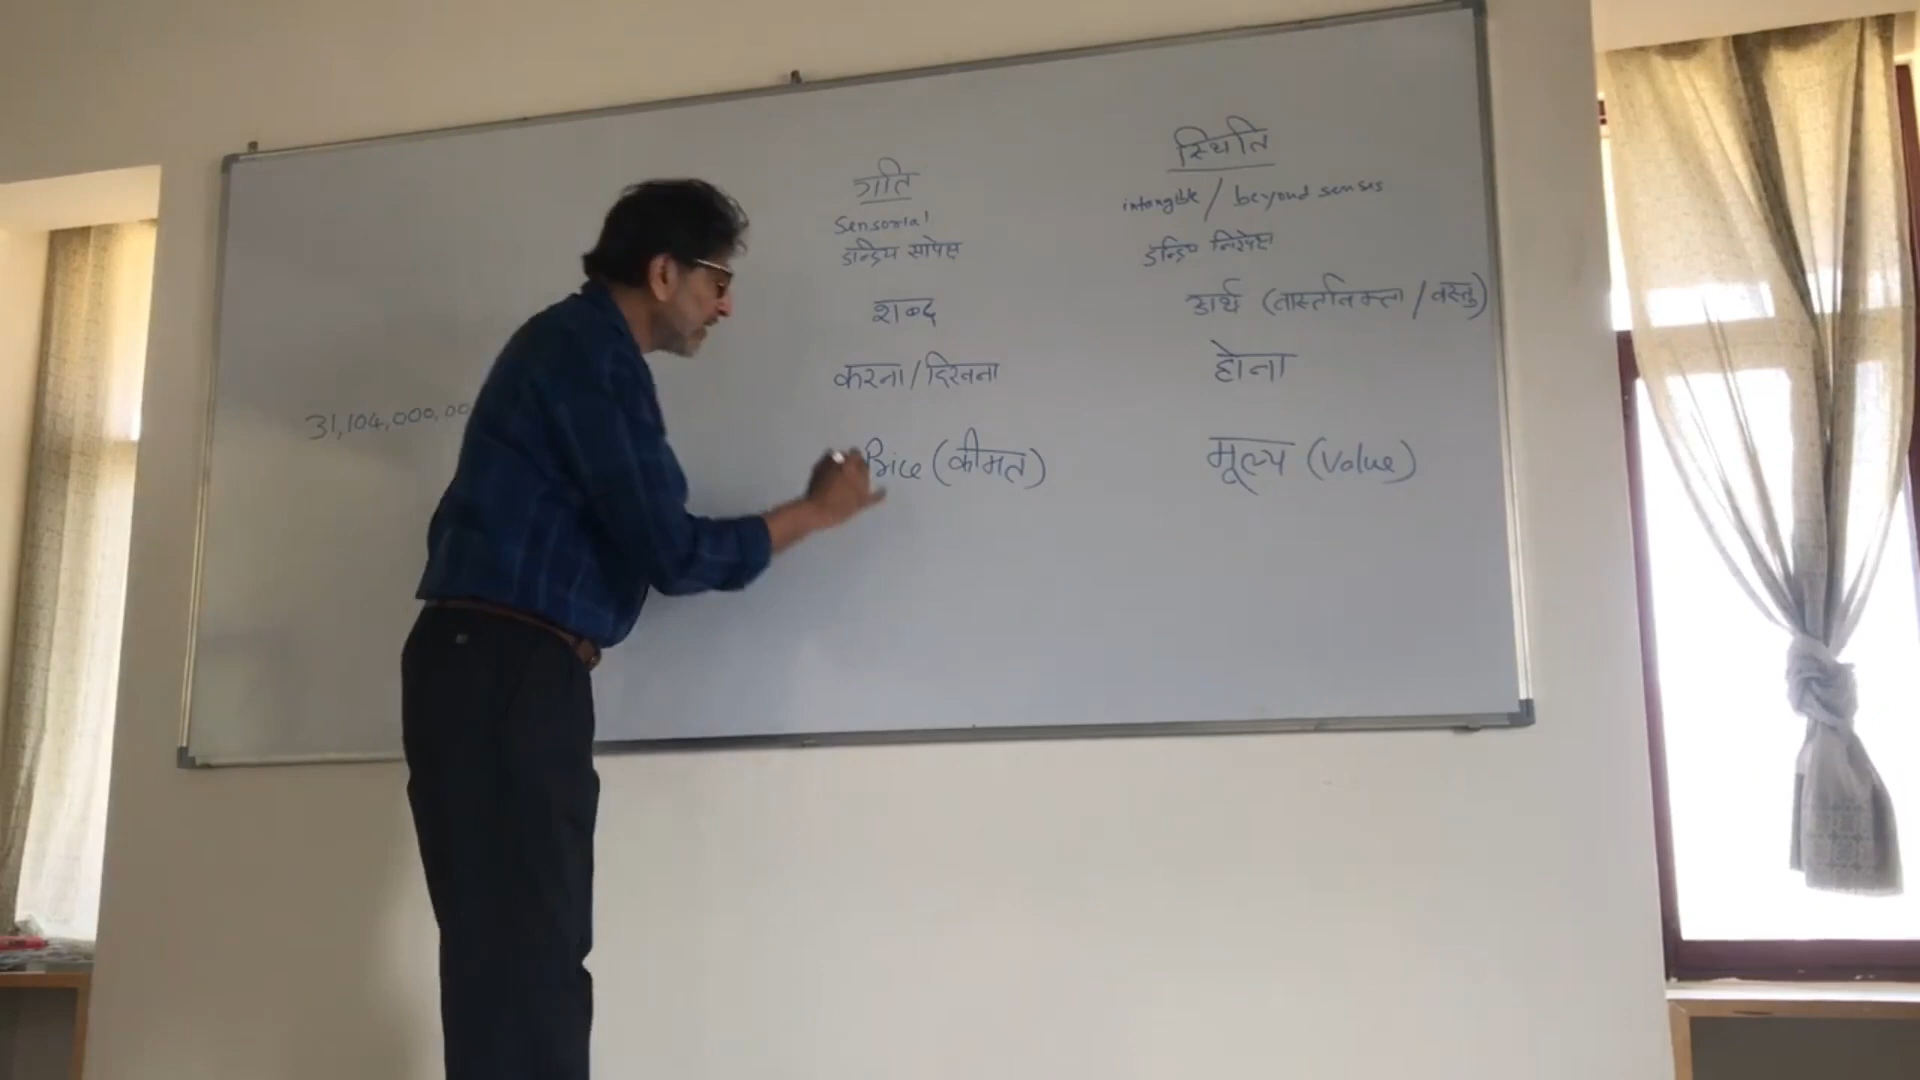 गति
Sensorial
इन्द्रिय सापेक्ष
शब्द
करना/दिखना
Price (कीमत)
स्थिति
intangible / beyond senses
इन्द्रिय निरपेक्ष
अर्थ (वास्तविकता / वस्तु)
होना
मूल्य (Value)
31,104,000,00